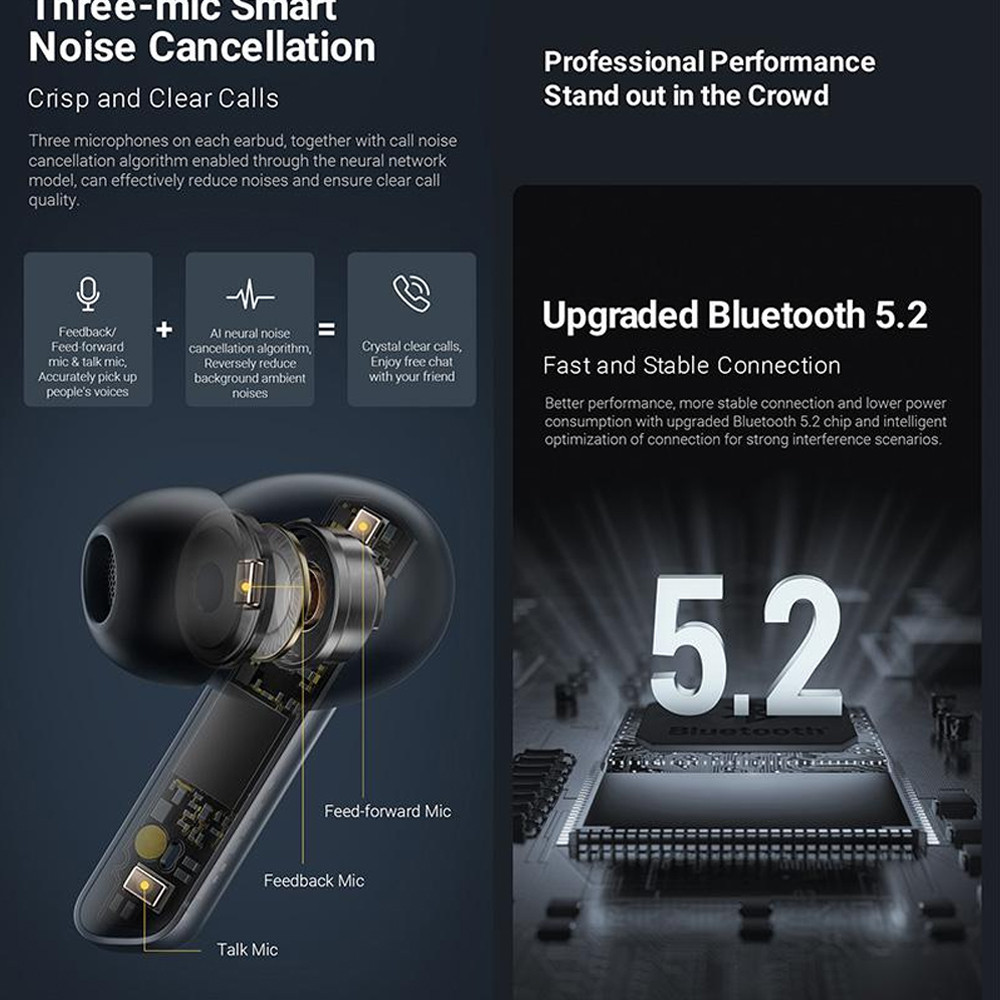 Three-mic Smart
Noise Cancellation
Crisp and Clear Calls
Three microphones on each earbud, together with call noise
cancellation algorithm enabled through the neural network
model, can effectively reduce noises and ensure clear call
quality.
Feedback/
Feed-forward
mic & talk mic,
Accurately pick up
people's voices
+
AI neural noise
cancellation algorithm,
Reversely reduce
background ambient
noises
=
Crystal clear calls,
Enjoy free chat
with your friend
Feed-forward Mic
Feedback Mic
Talk Mic
Professional Performance
Stand out in the Crowd
Upgraded Bluetooth 5.2
Fast and Stable Connection
Better performance, more stable connection and lower power
consumption with upgraded Bluetooth 5.2 chip and intelligent
optimization of connection for strong interference scenarios.
5.2
Bluetooth